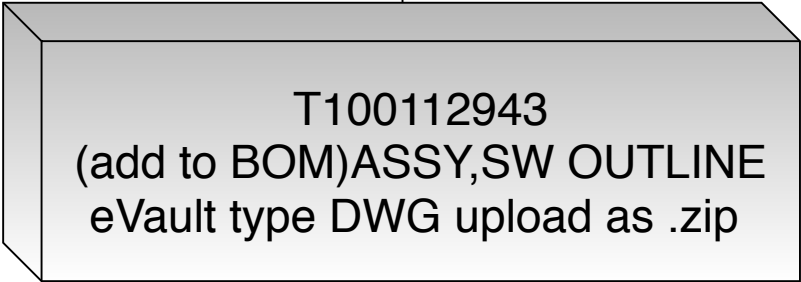 T100112943
(add to BOM)ASSY,SW OUTLINE
eVault type DWG upload as .zip